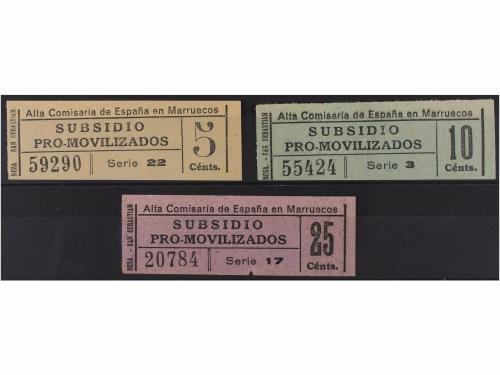 NESA. - SAN SEBASTIAN
Alta Comisaría de España en Marruecos
SUBSIDIO
PRO-MOVILIZADOS
59290
Serie 22
5
Cénts.
NESA. - SAN SEBASTIAN
Alta Comisaría de España en Marruecos
SUBSIDIO
PRO-MOVILIZADOS
55424
Serie 3
10
Cénts.
NESA. - SAN SEBASTIAN
Alta Comisaría de España en Marruecos
SUBSIDIO
PRO-MOVILIZADOS
20784
Serie 17
25
Cénts.